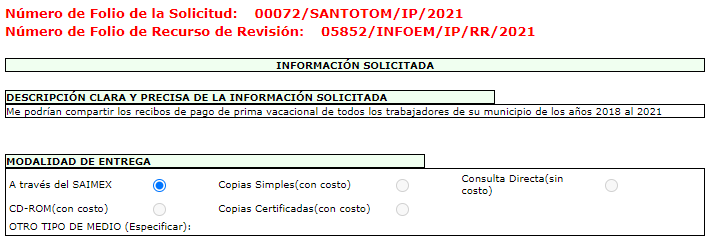 Número de Folio de la Solicitud: 00072/SANTOTOM/IP/2021
Número de Folio de Recurso de Revisión: 05852/INFOEM/IP/RR/2021
INFORMACIÓN SOLICITADA
DESCRIPCIÓN CLARA Y PRECISA DE LA INFORMACIÓN SOLICITADA
Me podrían compartir los recibos de pago de prima vacacional de todos los trabajadores de su municipio de los años 2018 al 2021
MODALIDAD DE ENTREGA
A través del SAIMEX Copias Simples(con costo) Consulta Directa(sin
costo)
CD-ROM(con costo) Copias Certificadas(con costo)
OTRO TIPO DE MEDIO (Especificar):